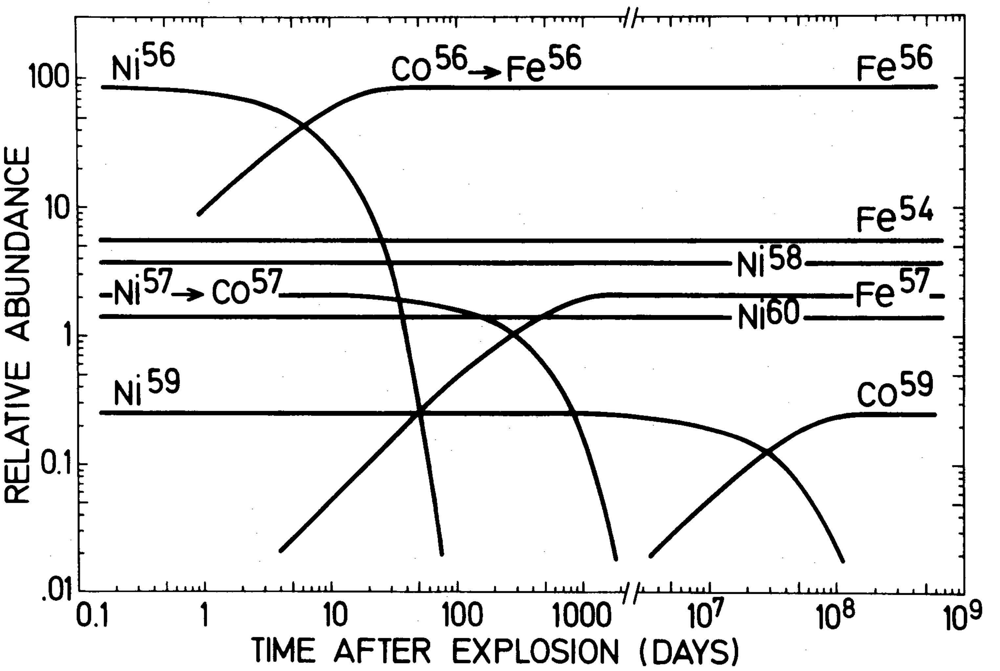 Ni⁵⁶
Co⁵⁶→Fe⁵⁶
Fe⁵⁶
100
10
1
0.1
.01
RELATIVE ABUNDANCE
Fe⁵⁴
Ni⁵⁸
Ni⁵⁷→Co⁵⁷
Fe⁵⁷
Ni⁶⁰
Ni⁵⁹
Co⁵⁹
0.1 1 10 100 1000 10⁷ 10⁸ 10⁹
TIME AFTER EXPLOSION (DAYS)